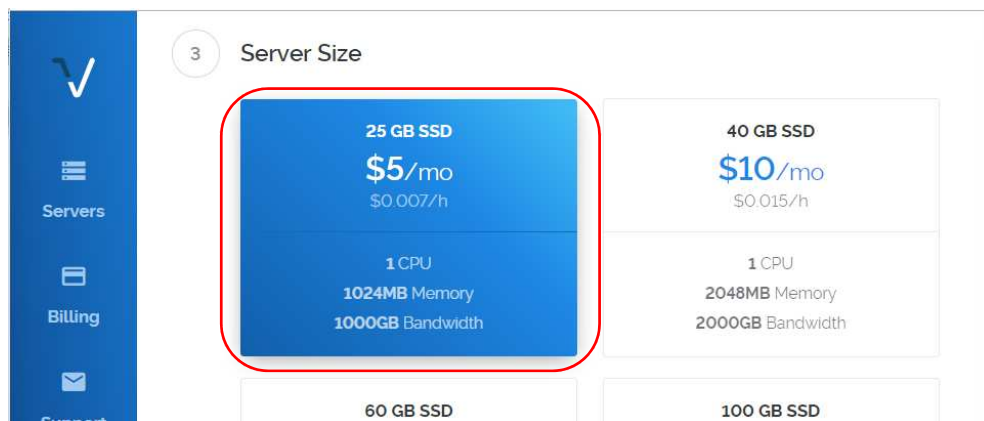 3 Server Size
25 GB SSD
$5/mo
$0.007/h
1 CPU
1024MB Memory
1000GB Bandwidth
40 GB SSD
$10/mo
$0.015/h
1 CPU
2048MB Memory
2000GB Bandwidth
60 GB SSD
100 GB SSD
Servers
Billing
Support